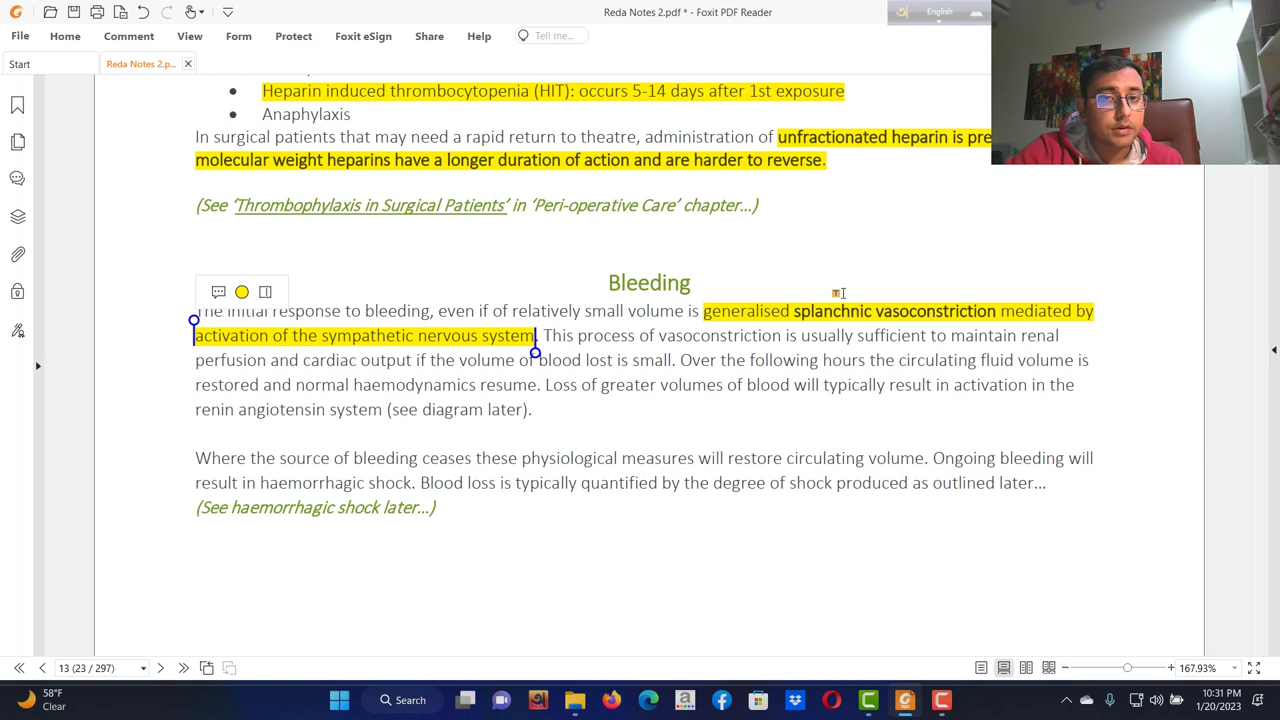 Reda Notes 2.pdf * - Foxit PDF Reader
English
File Home Comment View Form Protect Foxit eSign Share Help Tell me...
Start Reda Notes 2.p...
• Heparin induced thrombocytopenia (HIT): occurs 5-14 days after 1st exposure
• Anaphylaxis
In surgical patients that may need a rapid return to theatre, administration of unfractionated heparin is
molecular weight heparins have a longer duration of action and are harder to reverse.
(See ‘Thrombophylaxis in Surgical Patients’ in ‘Peri-operative Care’ chapter…)
Bleeding
The initial response to bleeding, even if of relatively small volume is generalised splanchnic vasoconstriction mediated by
activation of the sympathetic nervous system. This process of vasoconstriction is usually sufficient to maintain renal
perfusion and cardiac output if the volume of blood lost is small. Over the following hours the circulating fluid volume is
restored and normal haemodynamics resume. Loss of greater volumes of blood will typically result in activation in the
renin angiotensin system (see diagram later).
Where the source of bleeding ceases these physiological measures will restore circulating volume. Ongoing bleeding will
result in haemorrhagic shock. Blood loss is typically quantified by the degree of shock produced as outlined later…
(See haemorrhagic shock later…)
13 (23 / 297) 167.93%
58°F
Clear
Search
10:31 PM
1/20/2023